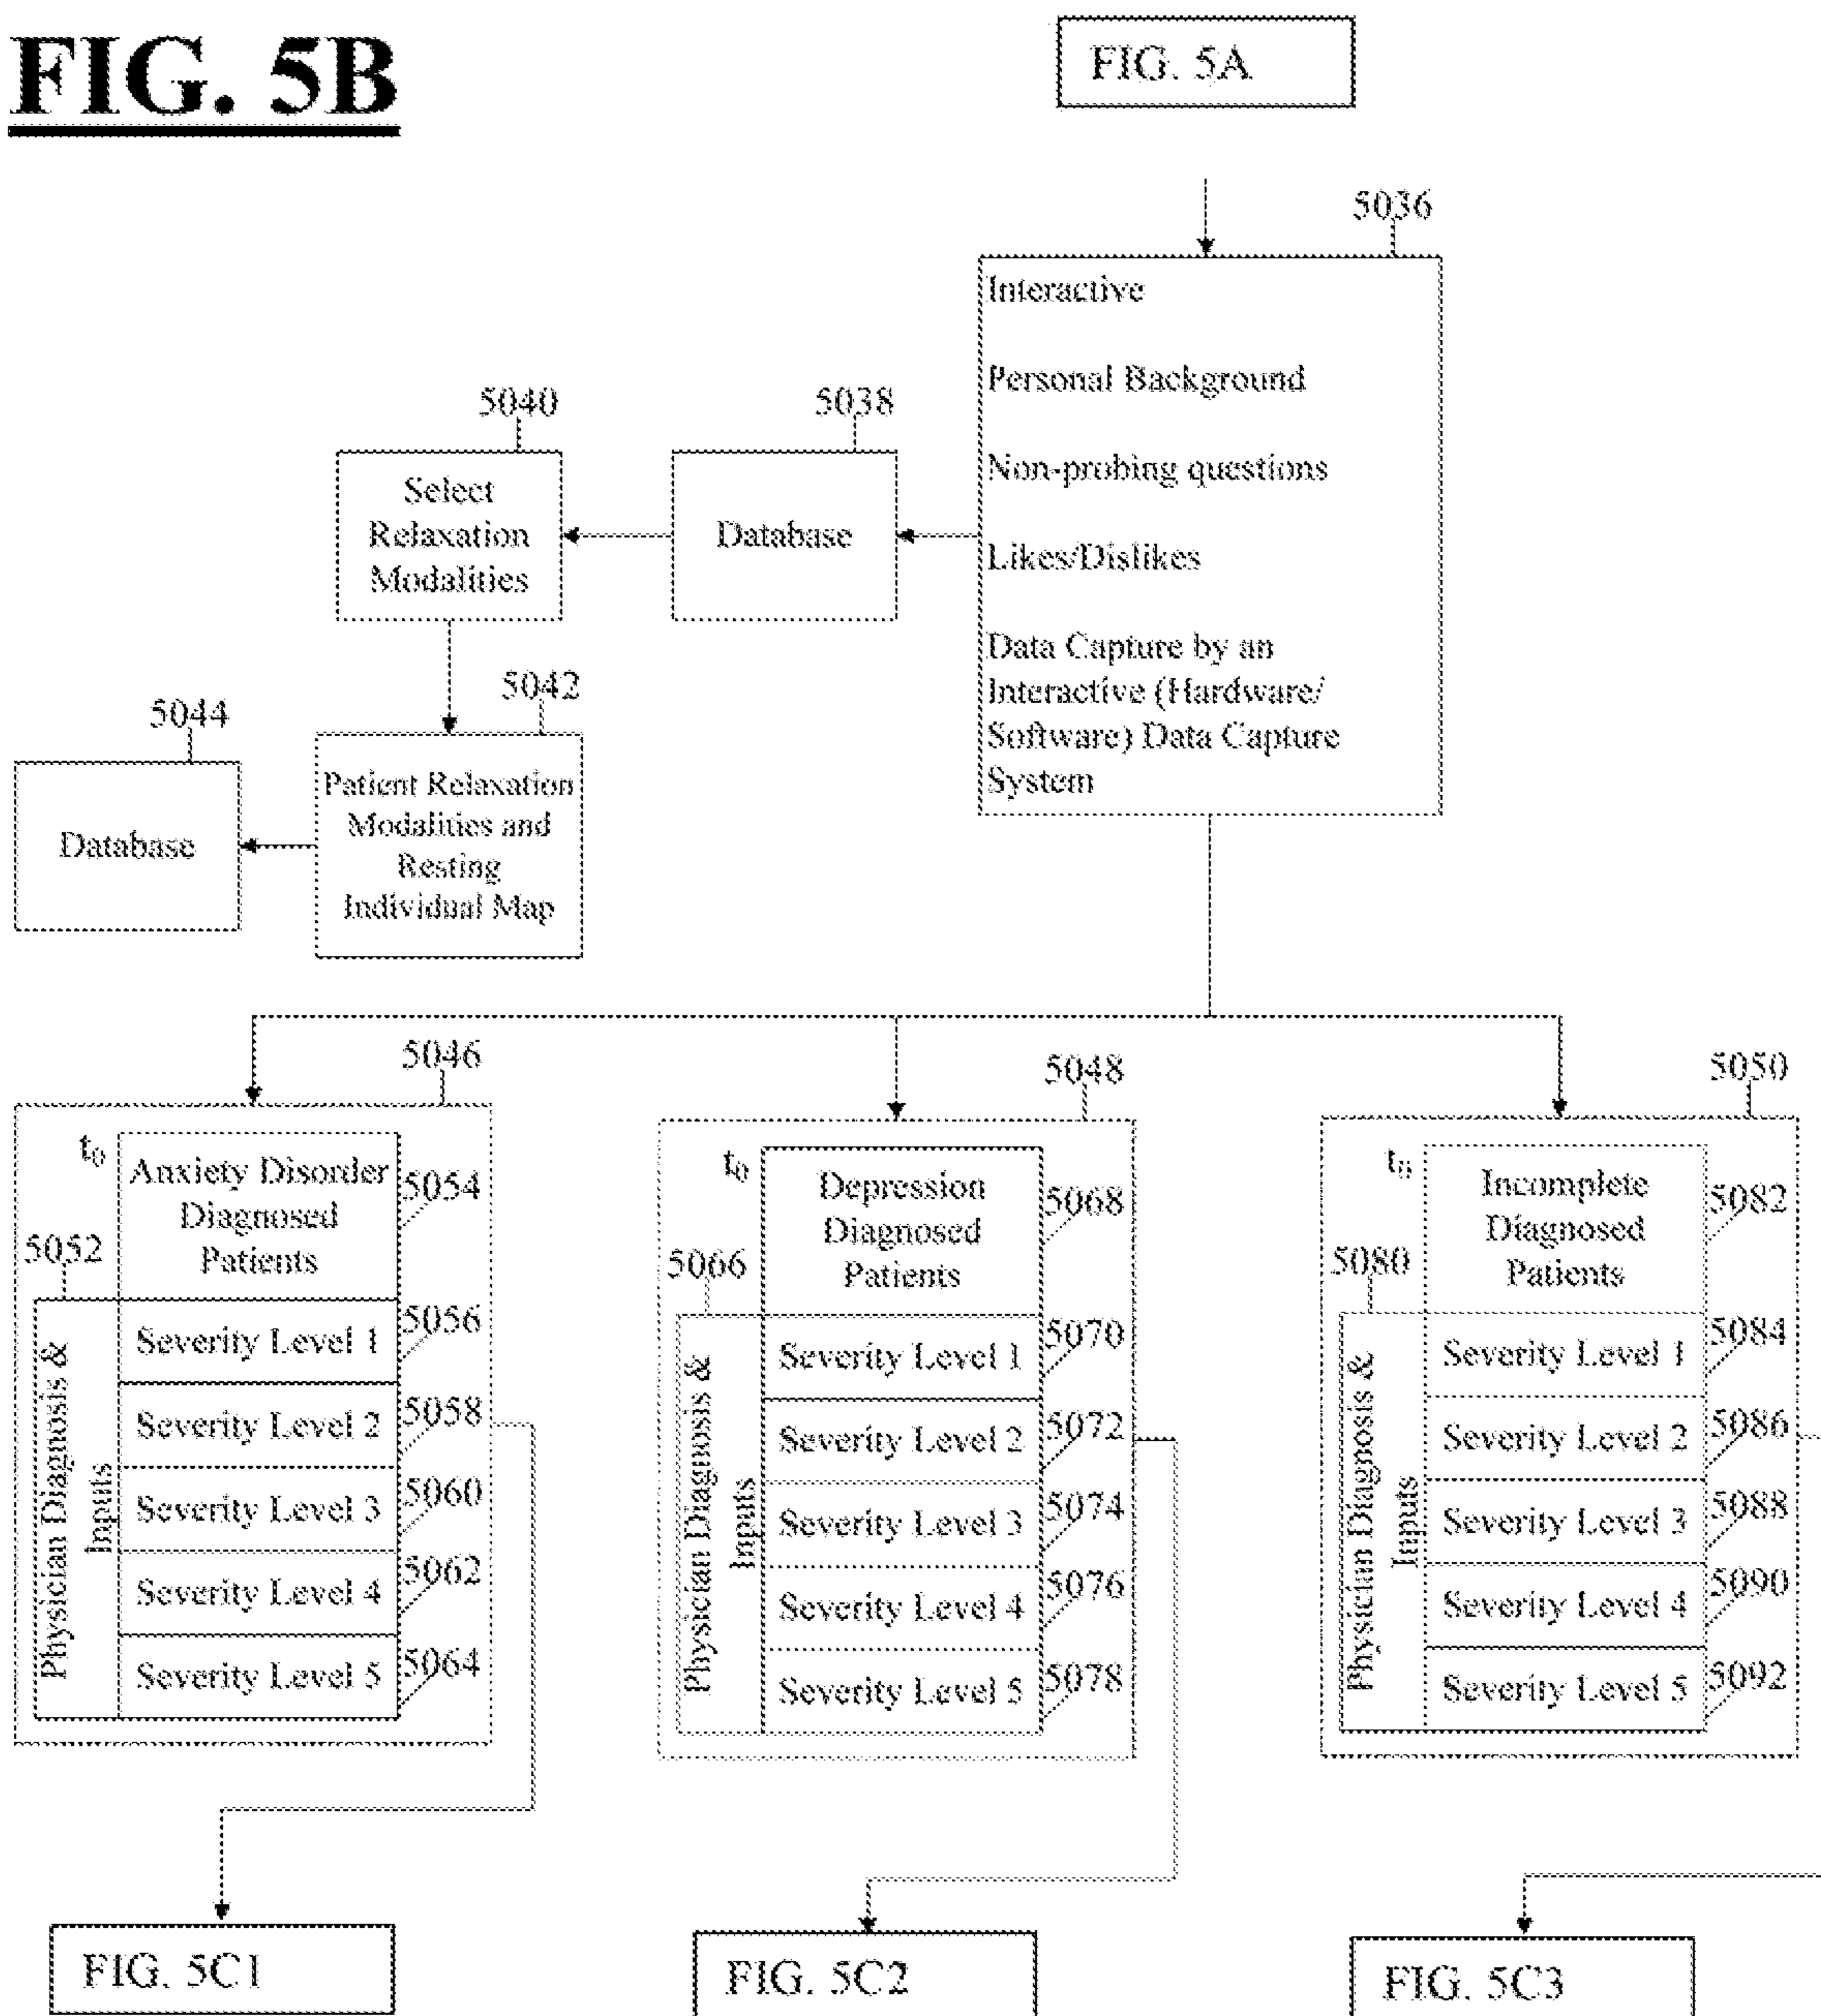 FIG. 5B
FIG. 5A
5036
Interactive
Personal Background
Non-probing questions
Likes/Dislikes
Data Capture by an
Interactive (Hardware/
Software) Data Capture
System
5038
Database
5040
Select
Relaxation
Modalities
5042
Patient Relaxation
Modalities and
Resting
Individual Map
5044
Database
5046
t0
Anxiety Disorder
Diagnosed
Patients
5054
5052
Physician Diagnosis &
Inputs
Severity Level 1
5056
Severity Level 2
5058
Severity Level 3
5060
Severity Level 4
5062
Severity Level 5
5064
5048
t0
Depression
Diagnosed
Patients
5068
5066
Physician Diagnosis &
Inputs
Severity Level 1
5070
Severity Level 2
5072
Severity Level 3
5074
Severity Level 4
5076
Severity Level 5
5078
5050
t0
Incomplete
Diagnosed
Patients
5082
5080
Physician Diagnosis &
Inputs
Severity Level 1
5084
Severity Level 2
5086
Severity Level 3
5088
Severity Level 4
5090
Severity Level 5
5092
FIG. 5C1
FIG. 5C2
FIG. 5C3